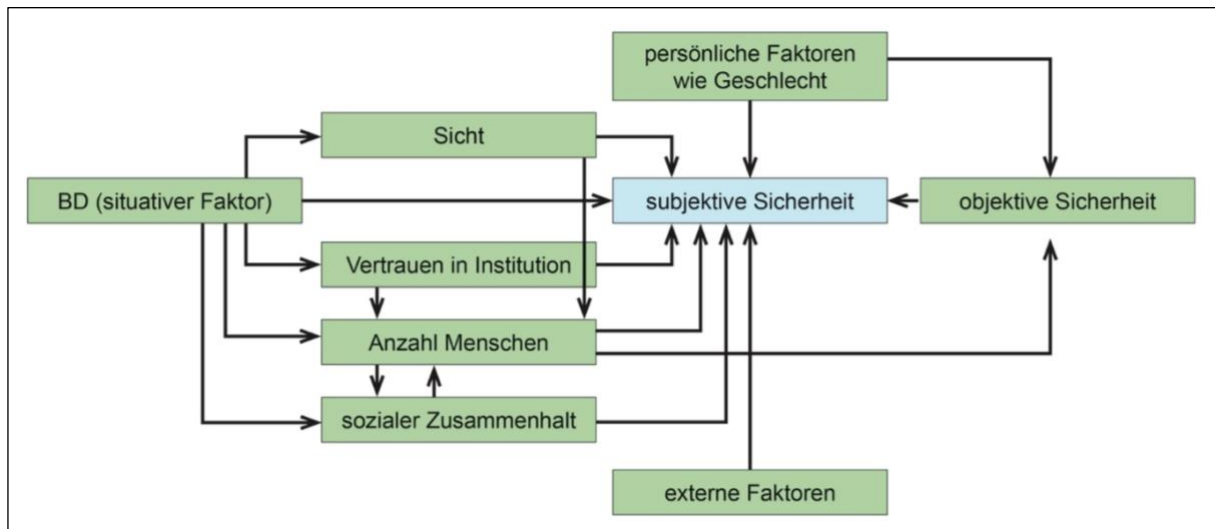 persönliche Faktoren
wie Geschlecht
Sicht
BD (situativer Faktor)
subjektive Sicherheit
objektive Sicherheit
Vertrauen in Institution
Anzahl Menschen
sozialer Zusammenhalt
externe Faktoren